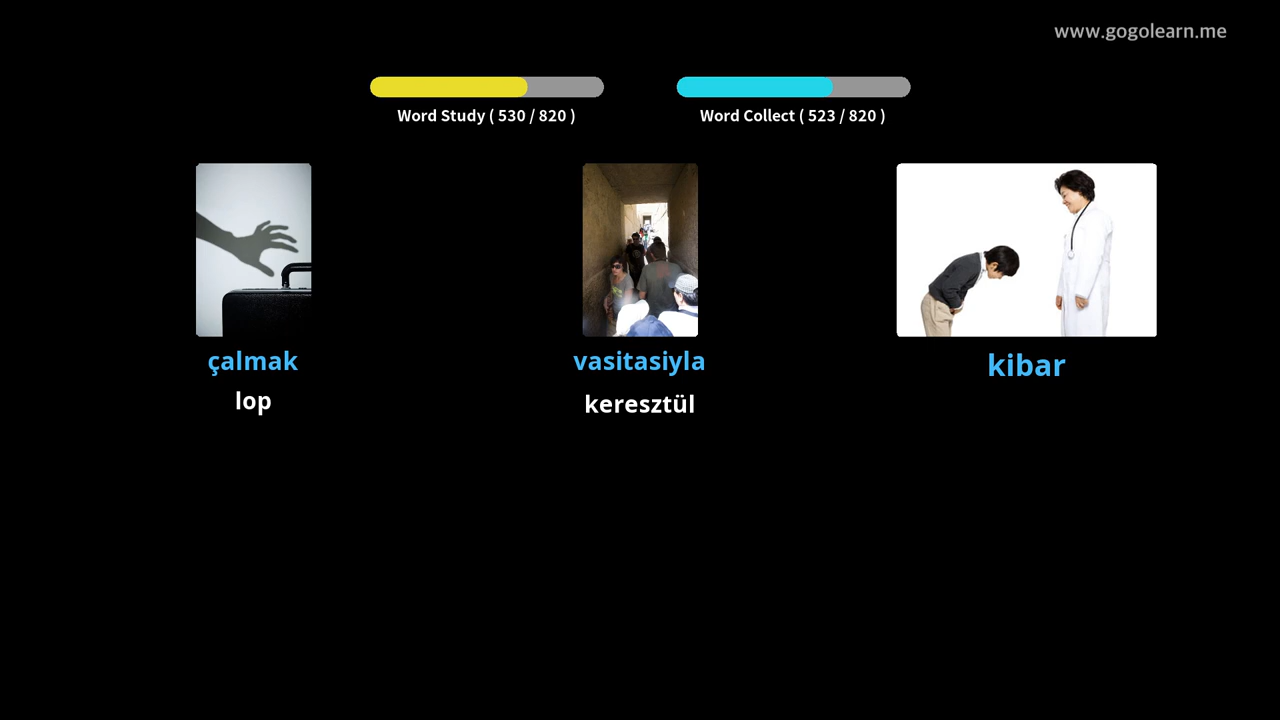 www.gogolearn.me
Word Study ( 530 / 820 )
Word Collect ( 523 / 820 )
çalmak
lop
vasitasiyla
keresztül
kibar